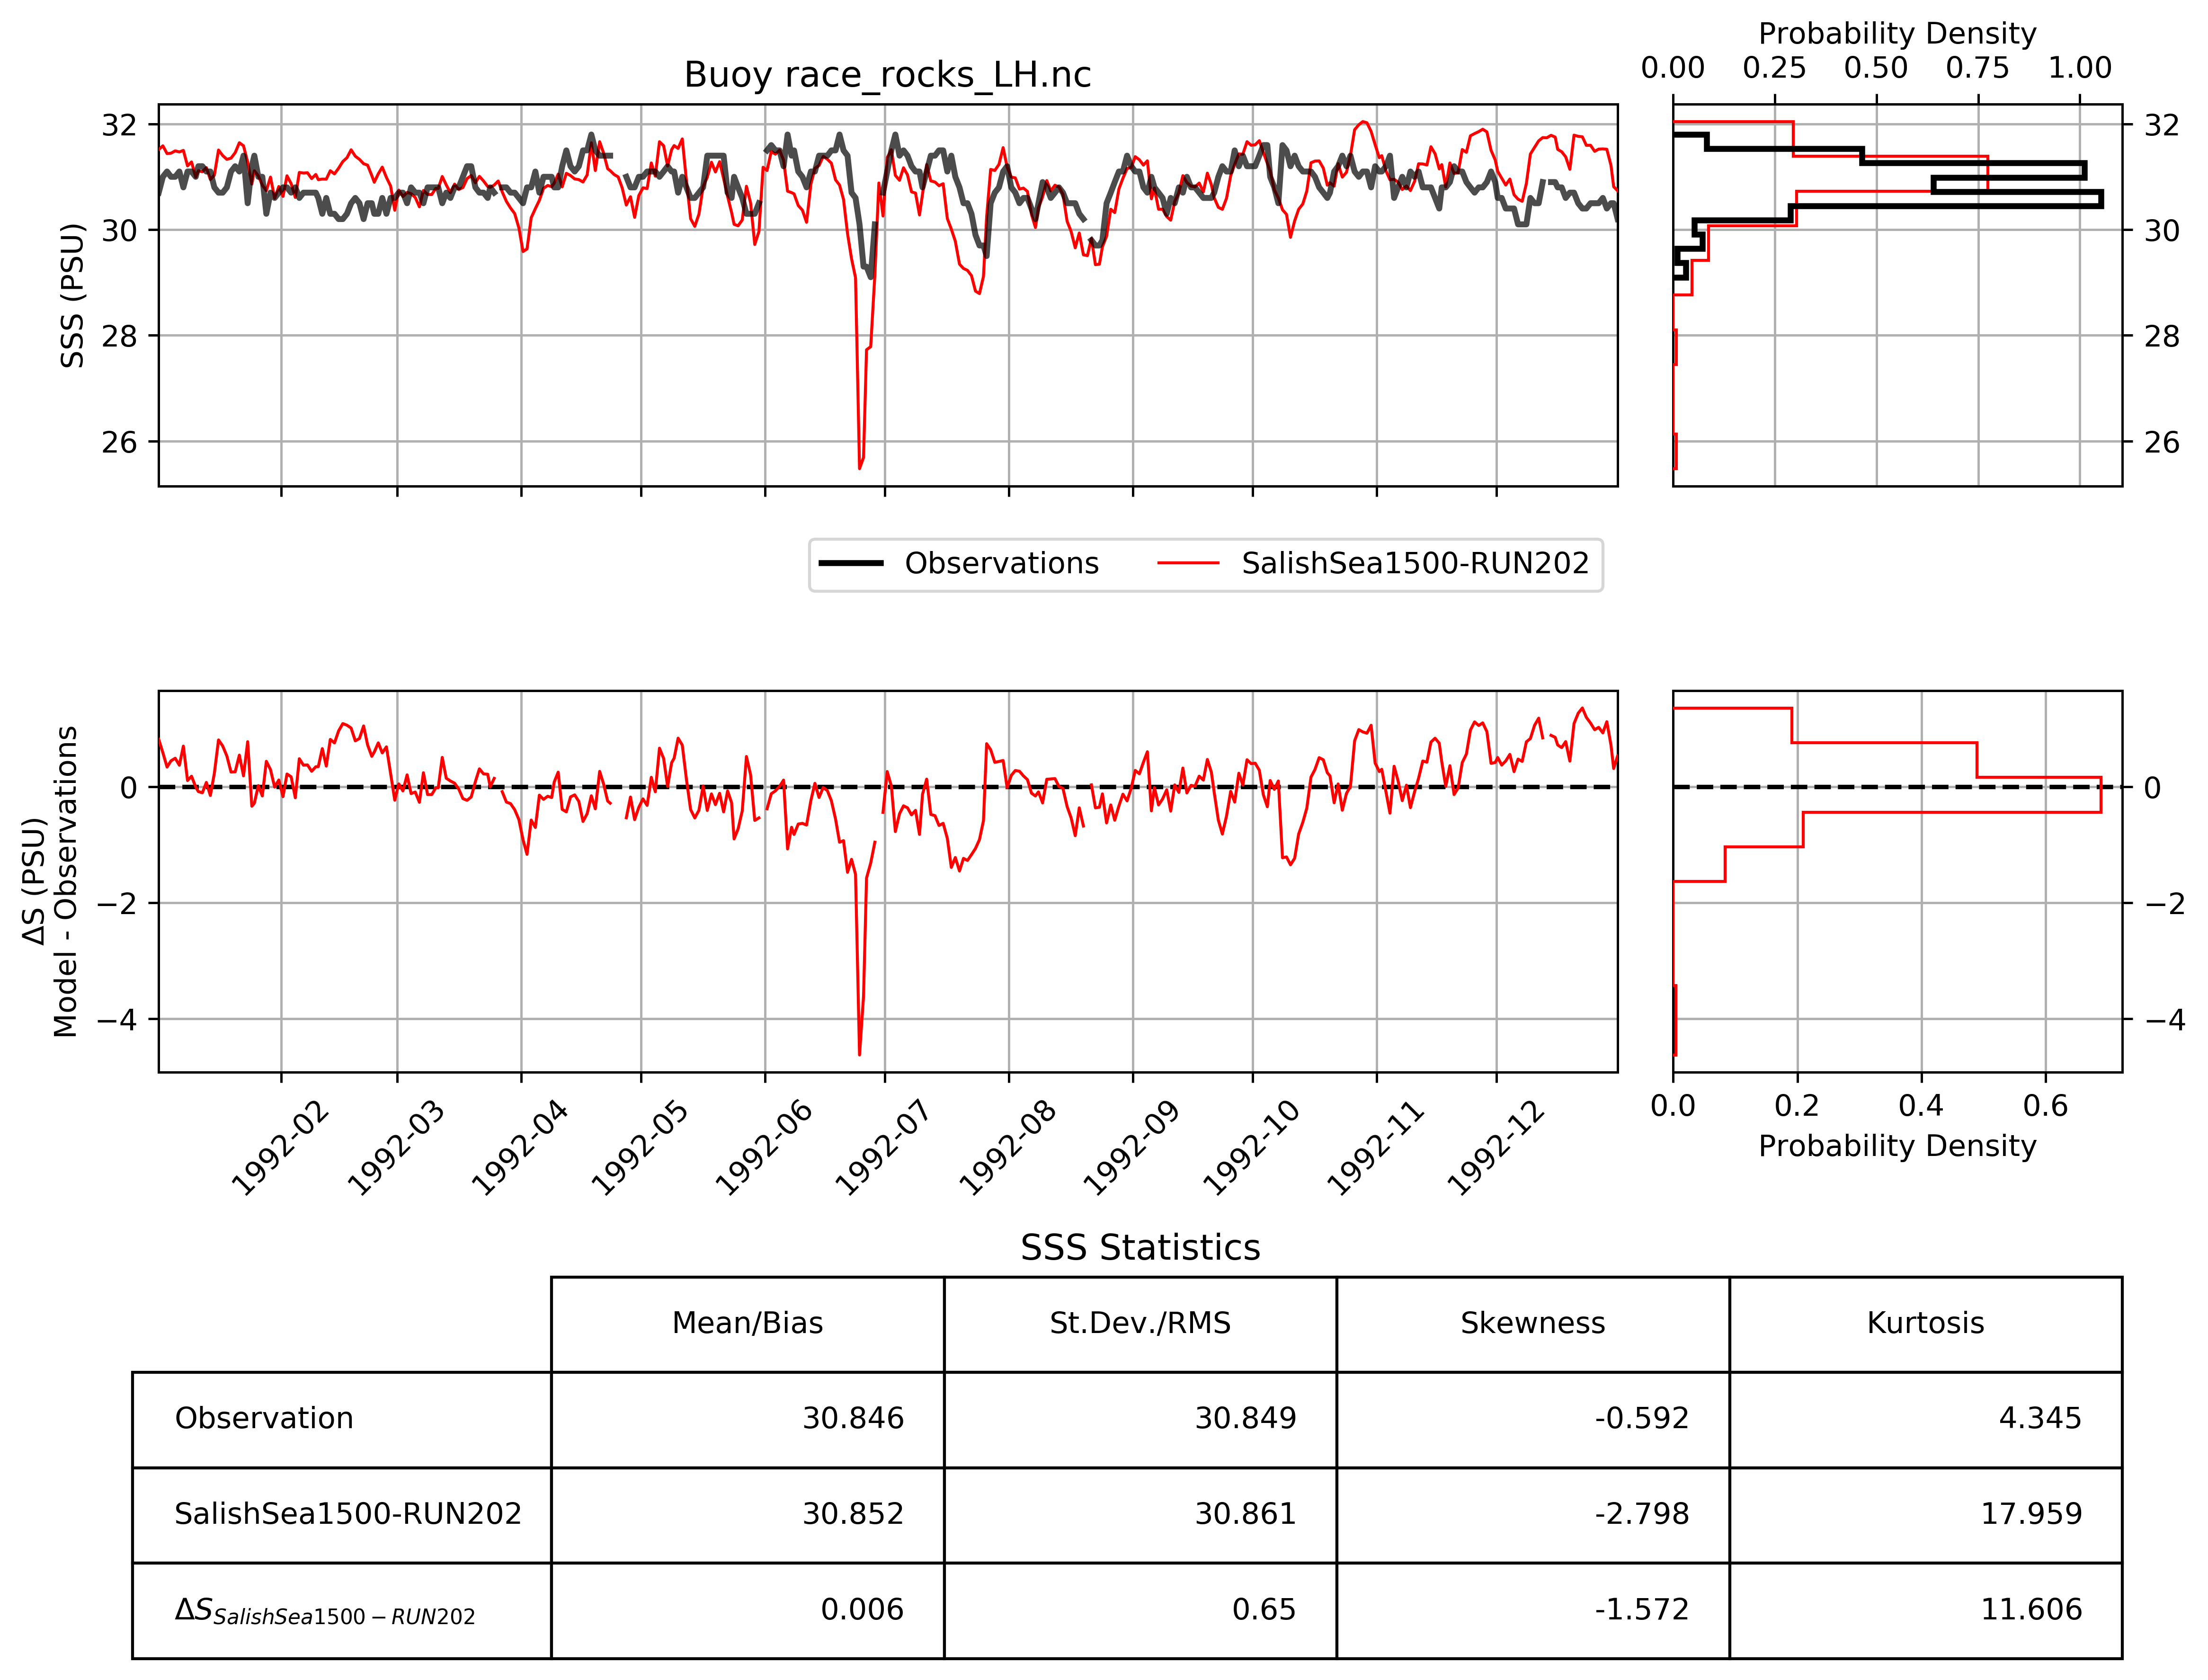 Probability Density
0.00 0.25 0.50 0.75 1.00
Buoy race_rocks_LH.nc
SSS (PSU)
32
30
28
26
32
30
28
26
Observations SalishSea1500-RUN202
ΔS (PSU)
Model - Observations
0
−2
−4
0
−2
−4
1992-02 1992-03 1992-04 1992-05 1992-06 1992-07 1992-08 1992-09 1992-10 1992-11 1992-12
0.0 0.2 0.4 0.6
Probability Density
SSS Statistics
Mean/Bias St.Dev./RMS Skewness Kurtosis
Observation 30.846 30.849 -0.592 4.345
SalishSea1500-RUN202 30.852 30.861 -2.798 17.959
ΔS SalishSea1500−RUN202 0.006 0.65 -1.572 11.606